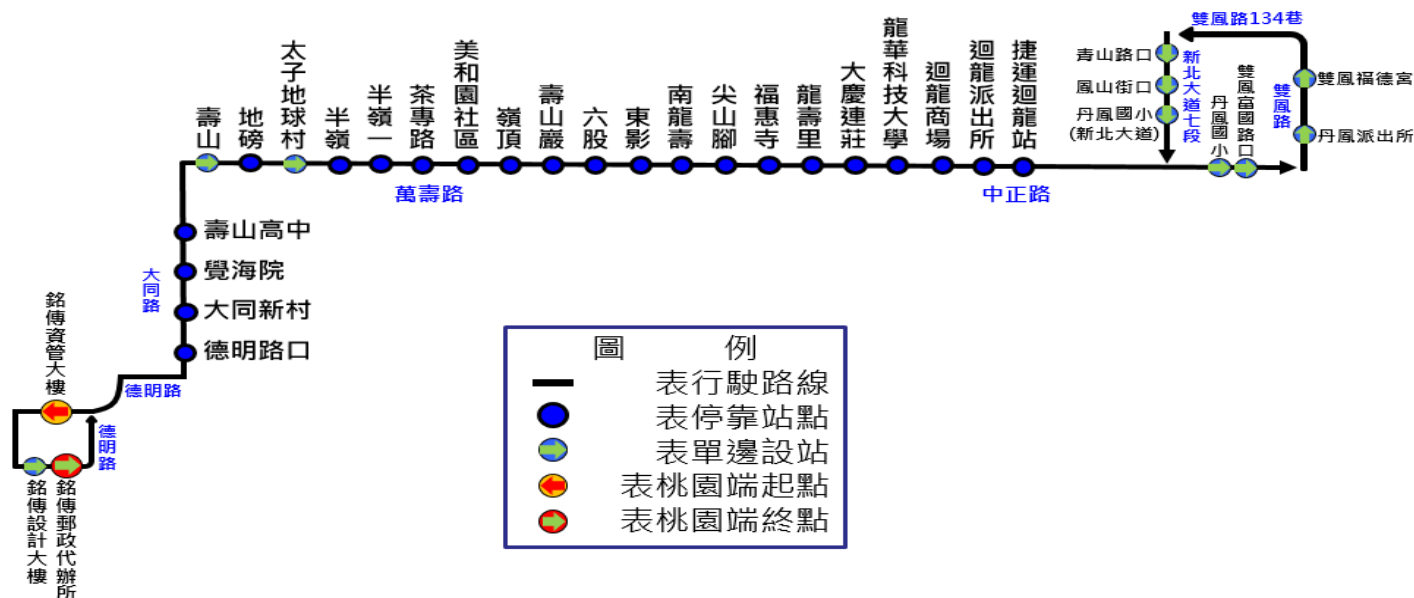 雙鳳路134巷
青山路口
鳳山街口
丹鳳國小
(新北大道)
新北大道七段
丹鳳國小
雙鳳富國路口
雙鳳路
雙鳳福德宮
丹鳳派出所
壽山
地磅
太子地球村
半嶺
半嶺一
茶專路
美和園社區
嶺頂
壽山巖
六股
東影
南龍壽
尖山腳
福惠寺
龍壽里
大慶連莊
龍華科技大學
迴龍商場
迴龍派出所
捷運迴龍站
萬壽路
中正路
壽山高中
覺海院
大同新村
德明路口
大同路
德明路
銘傳資管大樓
德明路
銘傳設計大樓
銘傳郵政代辦所
圖 例
表行駛路線
表停靠站點
表單邊設站
表桃園端起點
表桃園端終點